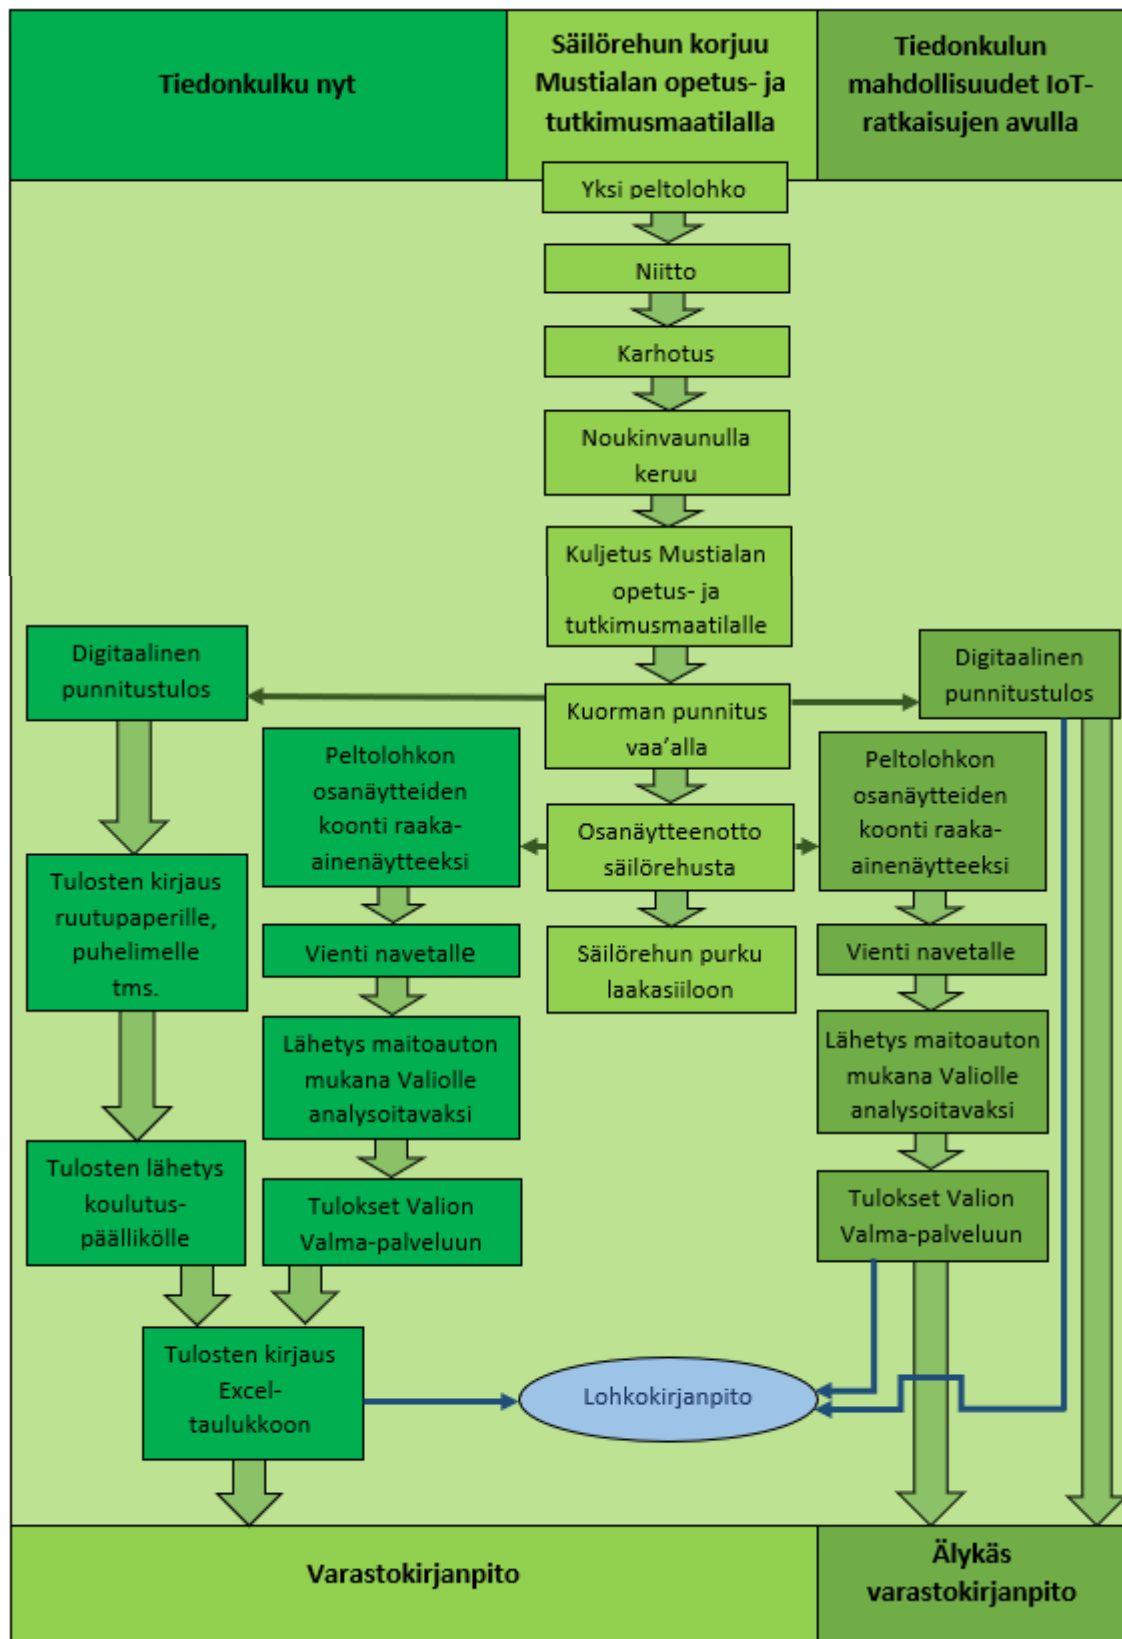 Tiedonkulku nyt
Säilörehun korjuu
Mustialan opetus- ja
tutkimusmaatilalla
Tiedonkulun
mahdollisuudet IoT-
ratkaisujen avulla
Yksi peltolohko
Niitto
Karhotus
Noukinvaunulla
keruu
Kuljetus Mustialan
opetus- ja
tutkimusmaatilalle
Digitaalinen
punnitustulos
Kuorman punnitus
vaa’alla
Digitaalinen
punnitustulos
Peltolohkon
osanäytteiden
koonti raaka-
ainenäytteeksi
Osanäytteenotto
säilörehusta
Peltolohkon
osanäytteiden
koonti raaka-
ainenäytteeksi
Tulosten kirjaus
ruutupaperille,
puhelimelle
tms.
Vienti navetalle
Säilörehun purku
laakasiiloon
Vienti navetalle
Lähetys maitoauton
mukana Valiolle
analysoitavaksi
Lähetys maitoauton
mukana Valiolle
analysoitavaksi
Tulosten lähetys
koulutus-
päällikölle
Tulokset Valion
Valma-palveluun
Tulokset Valion
Valma-palveluun
Tulosten kirjaus
Excel-
taulukkoon
Lohkokirjanpito
Varastokirjanpito
Älykäs
varastokirjanpito